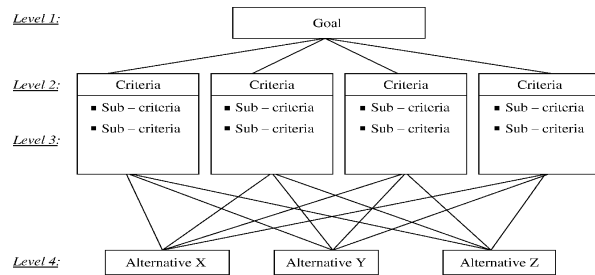 Level 1:
Goal
Level 2:
Criteria Criteria Criteria Criteria
▪ Sub – criteria ▪ Sub – criteria ▪ Sub – criteria ▪ Sub – criteria
▪ Sub – criteria ▪ Sub – criteria ▪ Sub – criteria ▪ Sub – criteria
Level 3:
Level 4:
Alternative X Alternative Y Alternative Z